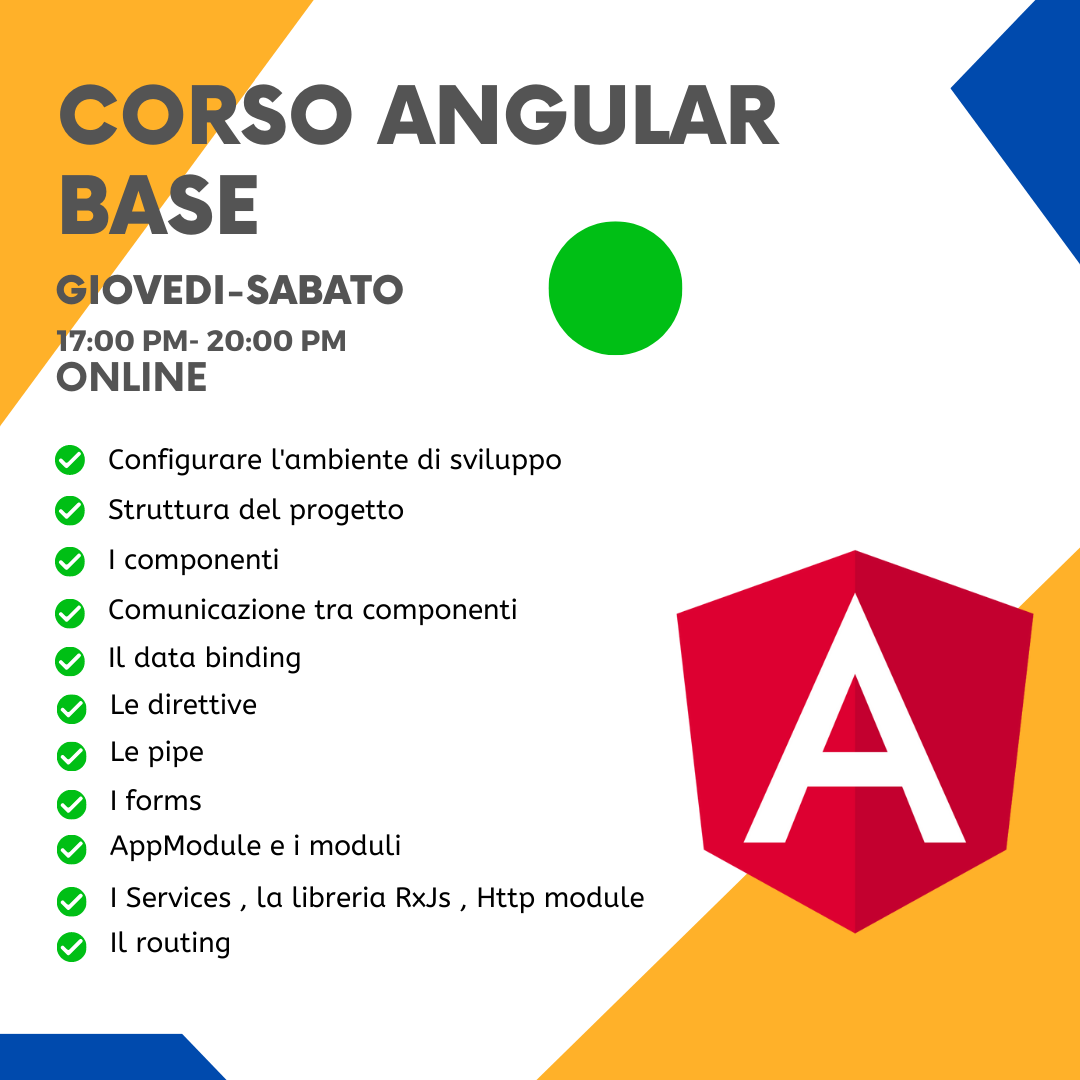 CORSO ANGULAR
BASE
GIOVEDI-SABATO
17:00 PM- 20:00 PM
ONLINE
Configurare l'ambiente di sviluppo
Struttura del progetto
I componenti
Comunicazione tra componenti
Il data binding
Le direttive
Le pipe
I forms
AppModule e i moduli
I Services , la libreria RxJs , Http module
Il routing
A